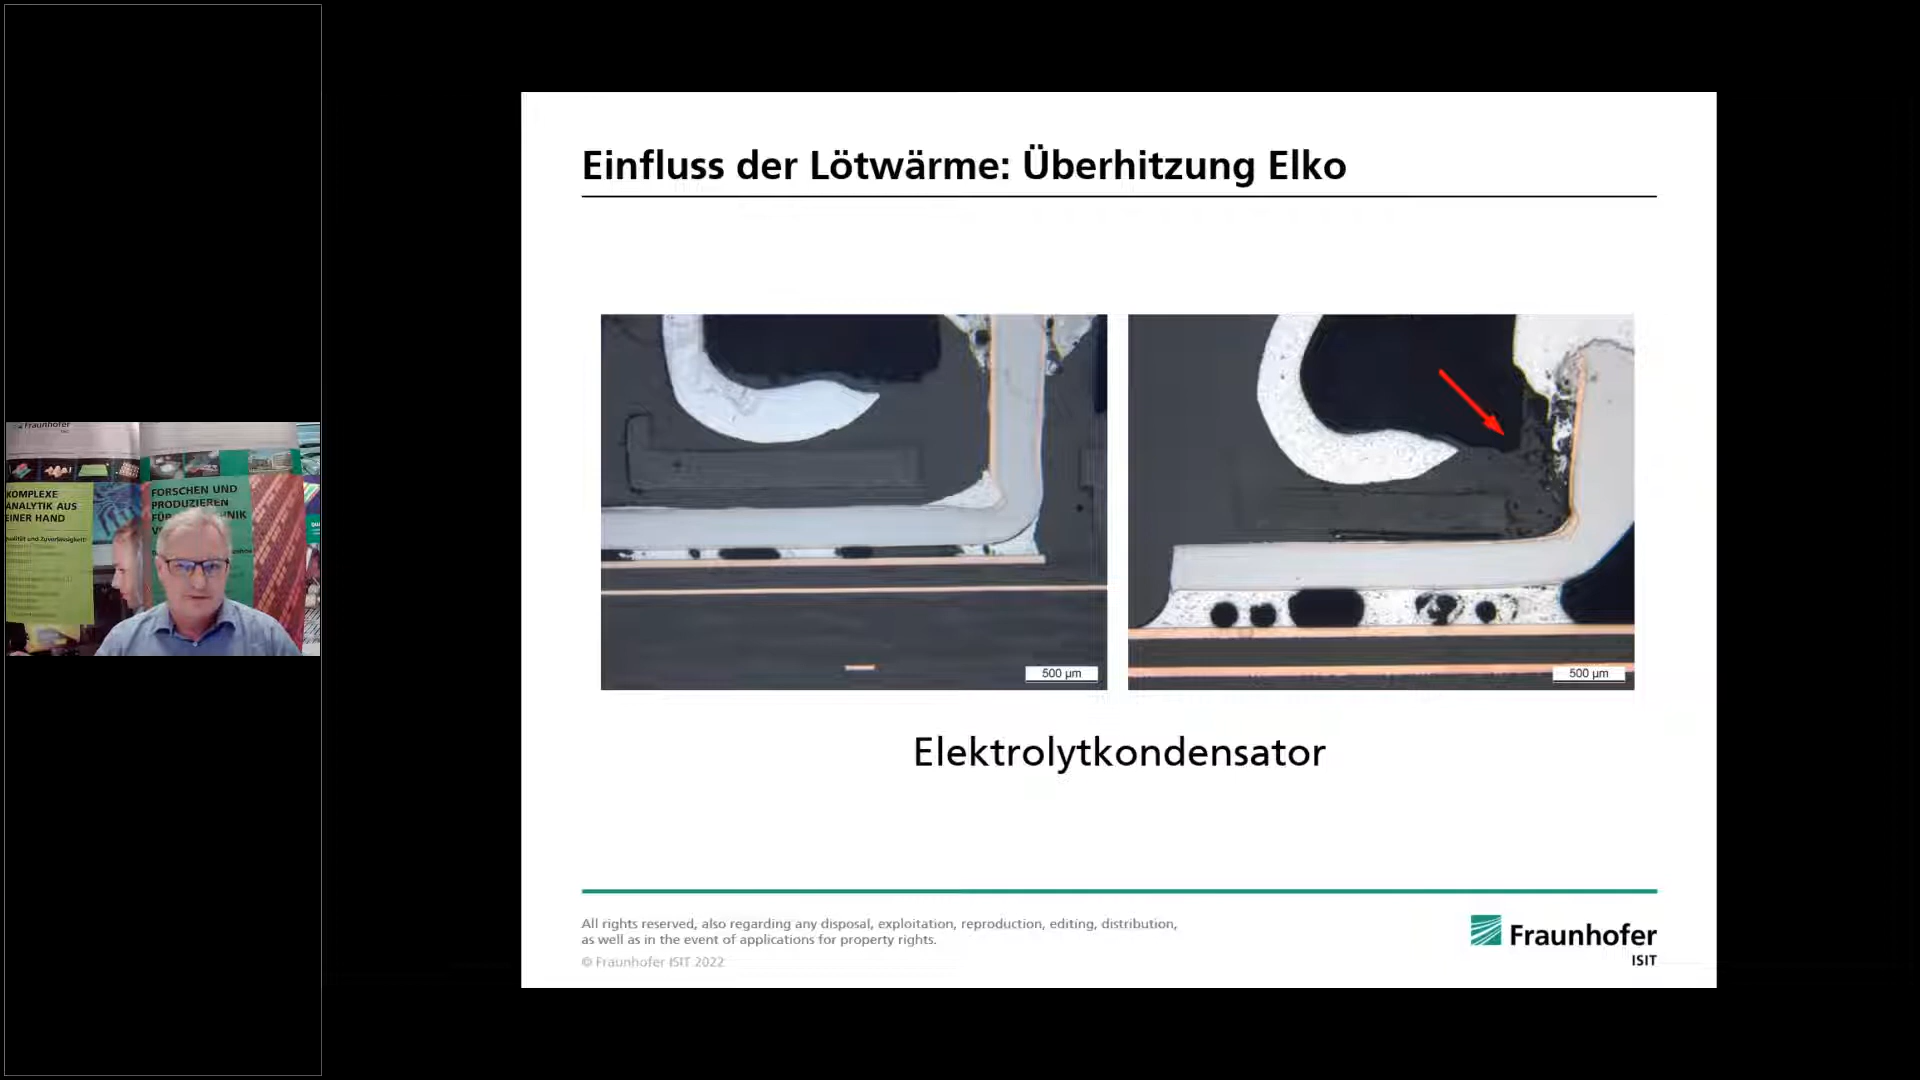 Fraunhofer
KOMPLEXE
ANALYTIK AUS
EINER HAND
FORSCHEN UND
PRODUZIEREN
Einfluss der Lötwärme: Überhitzung Elko
500 µm
500 µm
Elektrolytkondensator
All rights reserved, also regarding any disposal, exploitation, reproduction, editing, distribution,
as well as in the event of applications for property rights.
© Fraunhofer ISIT 2022
Fraunhofer
ISIT